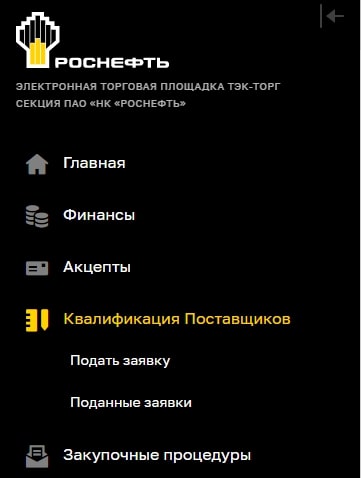 РОСНЕФТЬ
ЭЛЕКТРОННАЯ ТОРГОВАЯ ПЛОЩАДКА ТЭК-ТОРГ
СЕКЦИЯ ПАО «НК «РОСНЕФТЬ»
Главная
Финансы
Акцепты
Квалификация Поставщиков
Подать заявку
Поданные заявки
Закупочные процедуры